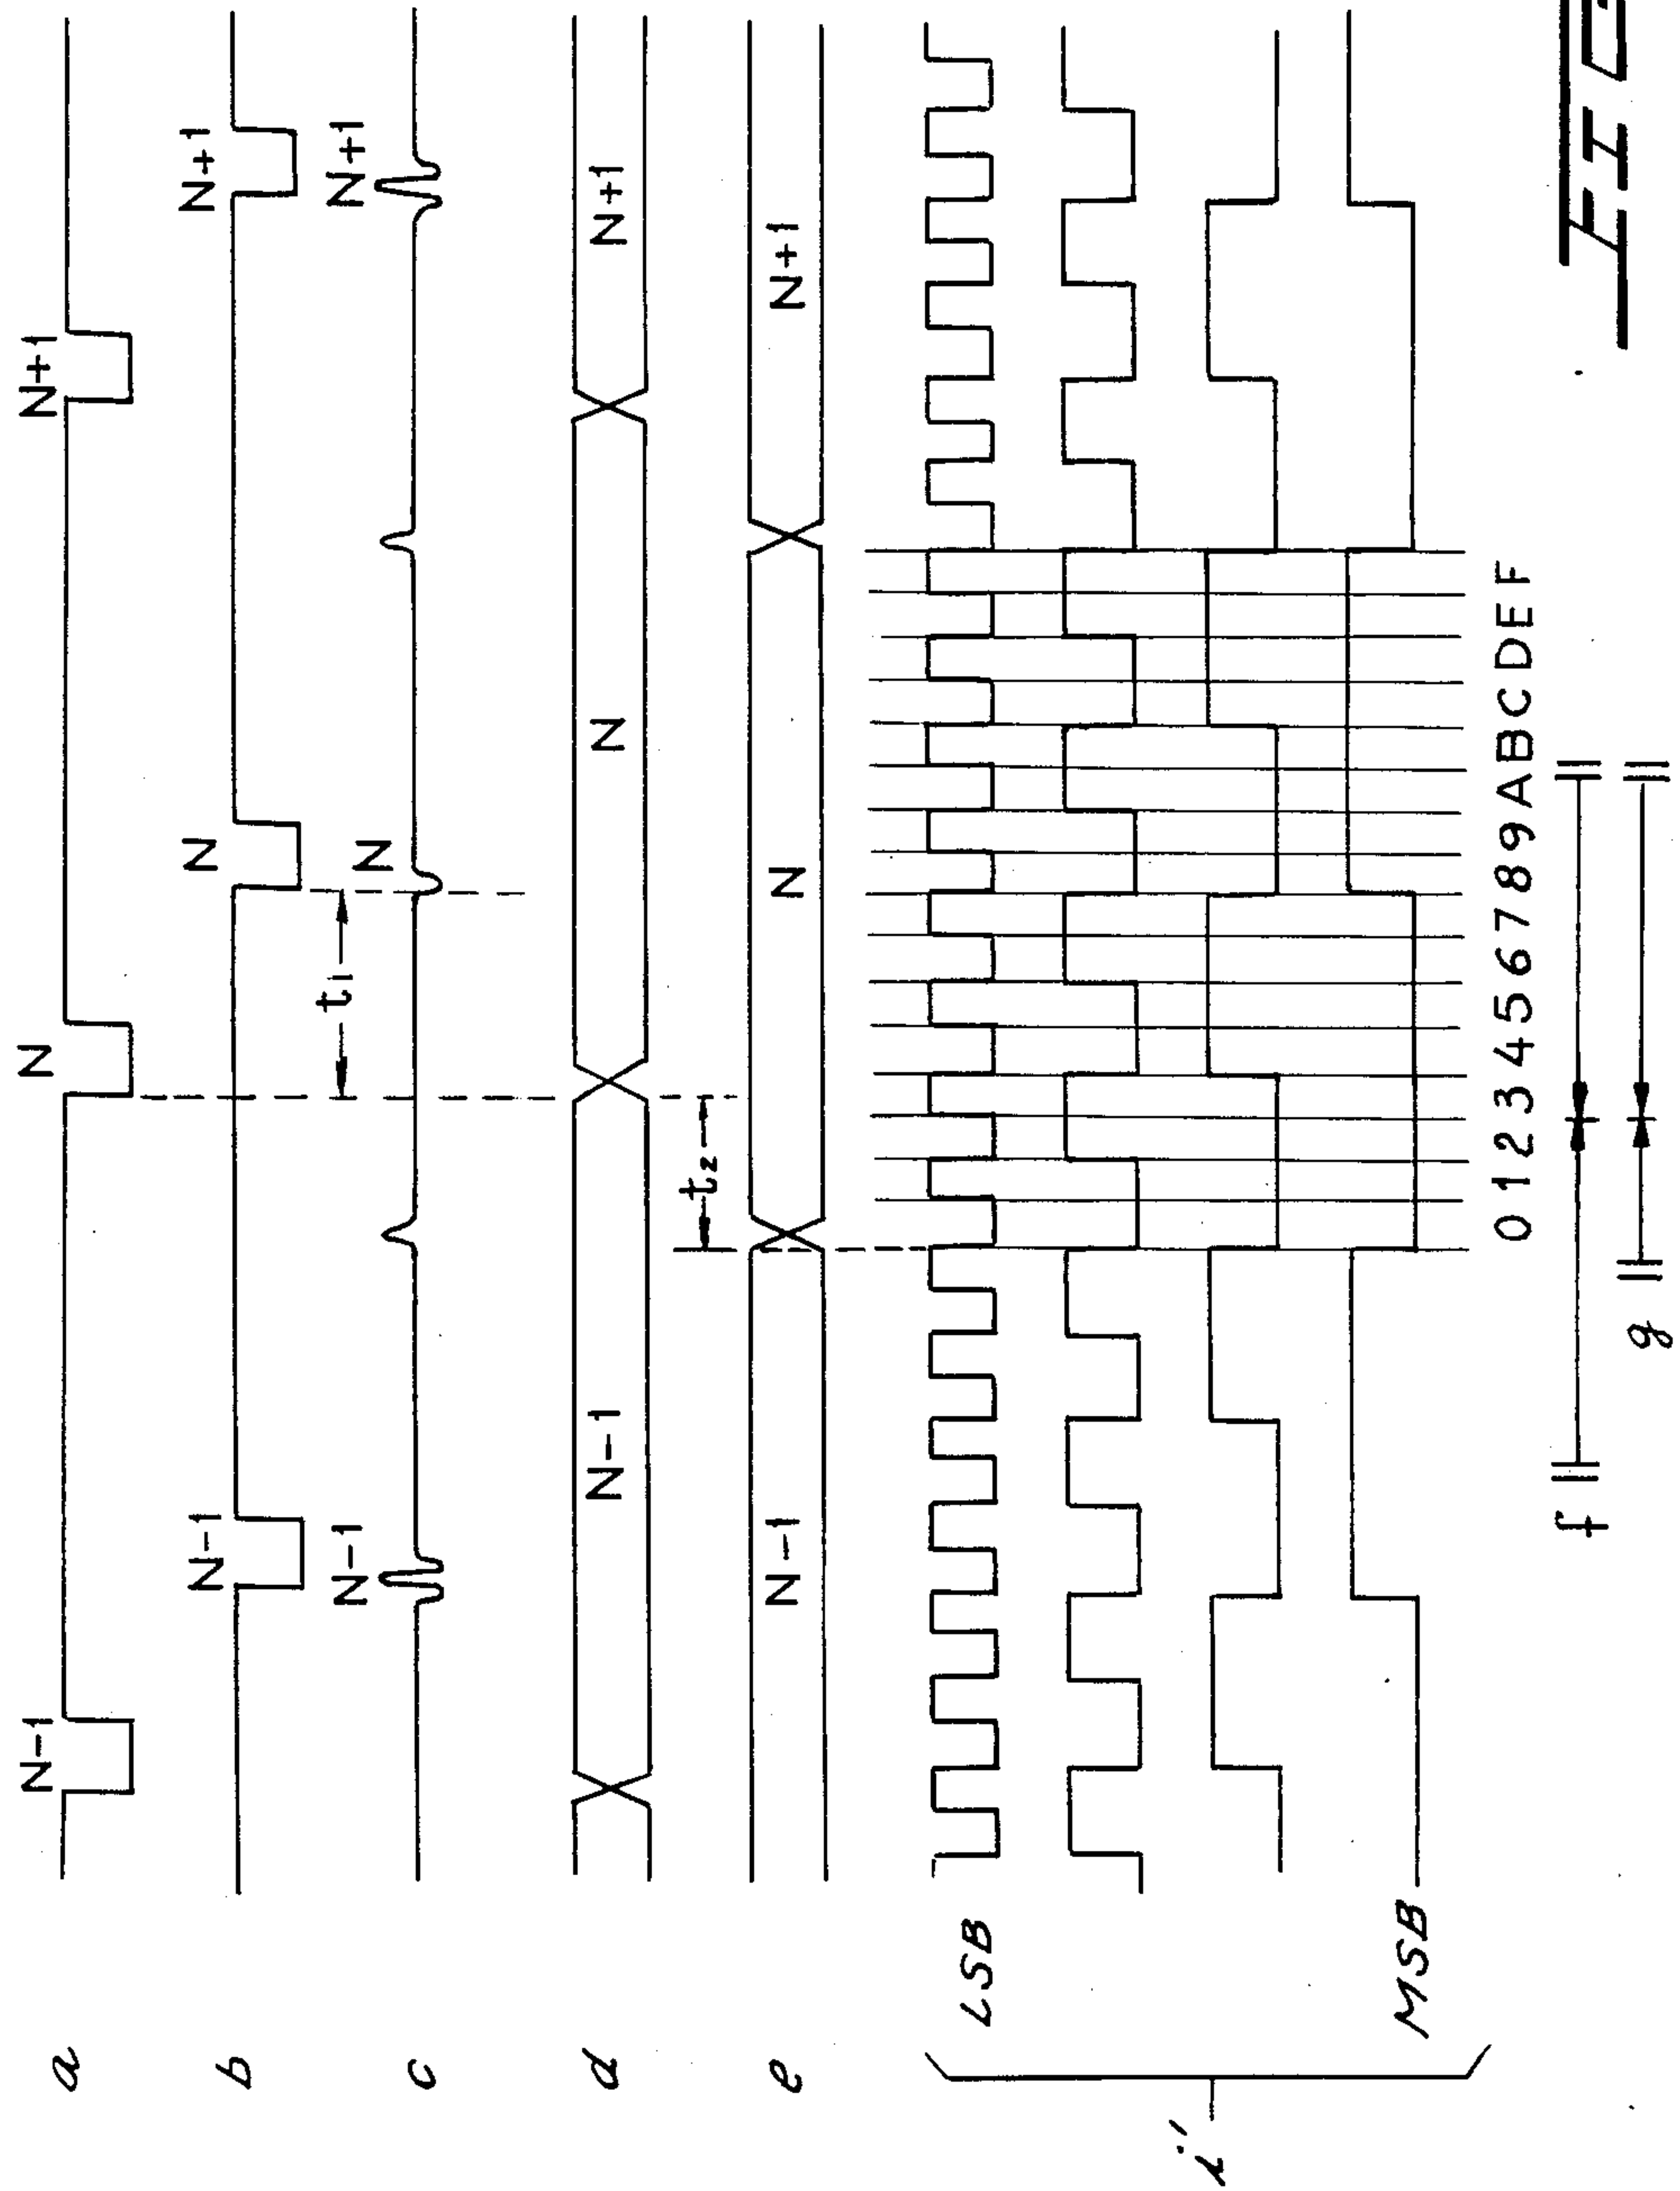 a N-1 N N+1
b N-1 N N+1
t1
c N-1 N N+1
d N-1 N N+1
t2
e N-1 N N+1
i'
LSB
MSB
0 1 2 3 4 5 6 7 8 9 A B C D E F
f
g